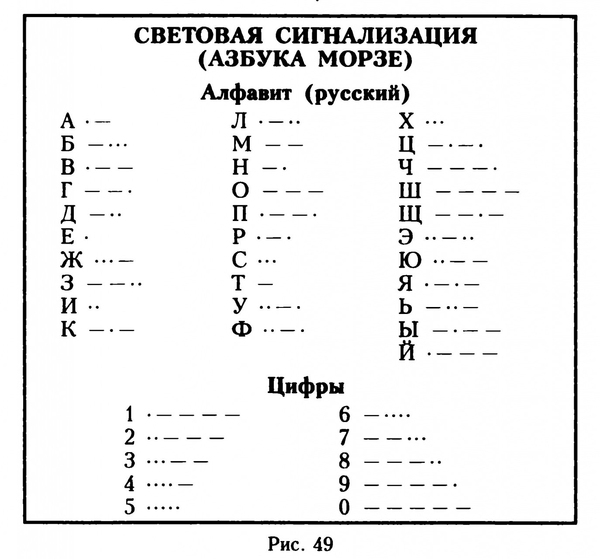 СВЕТОВАЯ СИГНАЛИЗАЦИЯ
(АЗБУКА МОРЗЕ)
Алфавит (русский)
А · — Л · — ·· Х ···
Б — ··· М — — Ц — · — ·
В · — — Н — · Ч — — — ·
Г — — · О — — — Ш — — — —
Д — ·· П · — — · Щ — — · —
Е · Р · — · Э ·· — ··
Ж ··· — С ··· Ю ·· — —
З — — ·· Т — Я · — · —
И ·· У ·· — · Ь ·· — ·
К — · — Ф ·· — · Ы — · — —
Й · — — —
Цифры
1 · — — — — 6 — ····
2 ·· — — — 7 — — ···
3 ··· — — 8 — — — ··
4 ···· — 9 — — — — ·
5 ····· 0 — — — — —
Рис. 49